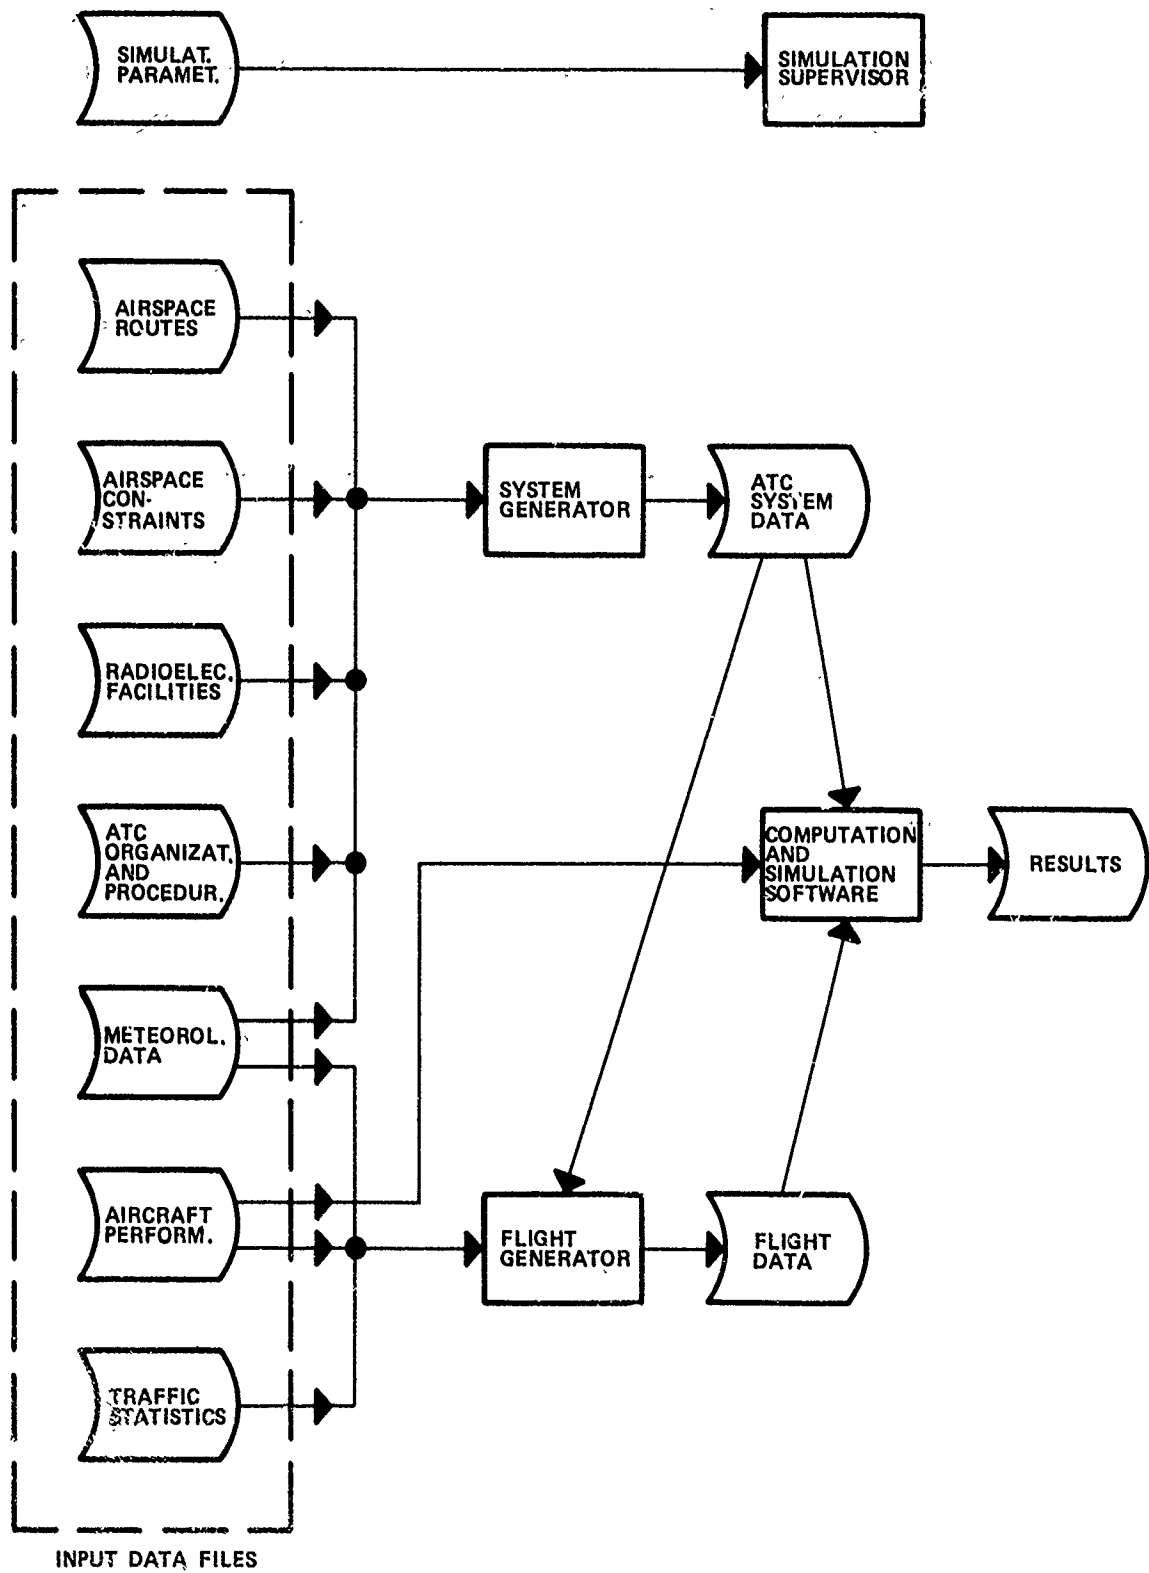 SIMULAT.
PARAMET.
SIMULATION
SUPERVISOR
AIRSPACE
ROUTES
AIRSPACE
CON-
STRAINTS
SYSTEM
GENERATOR
ATC
SYSTEM
DATA
RADIOELEC.
FACILITIES
ATC
ORGANIZAT.
AND
PROCEDUR.
COMPUTATION
AND
SIMULATION
SOFTWARE
RESULTS
METEOROL.
DATA
AIRCRAFT
PERFORM.
FLIGHT
GENERATOR
FLIGHT
DATA
TRAFFIC
STATISTICS
INPUT DATA FILES